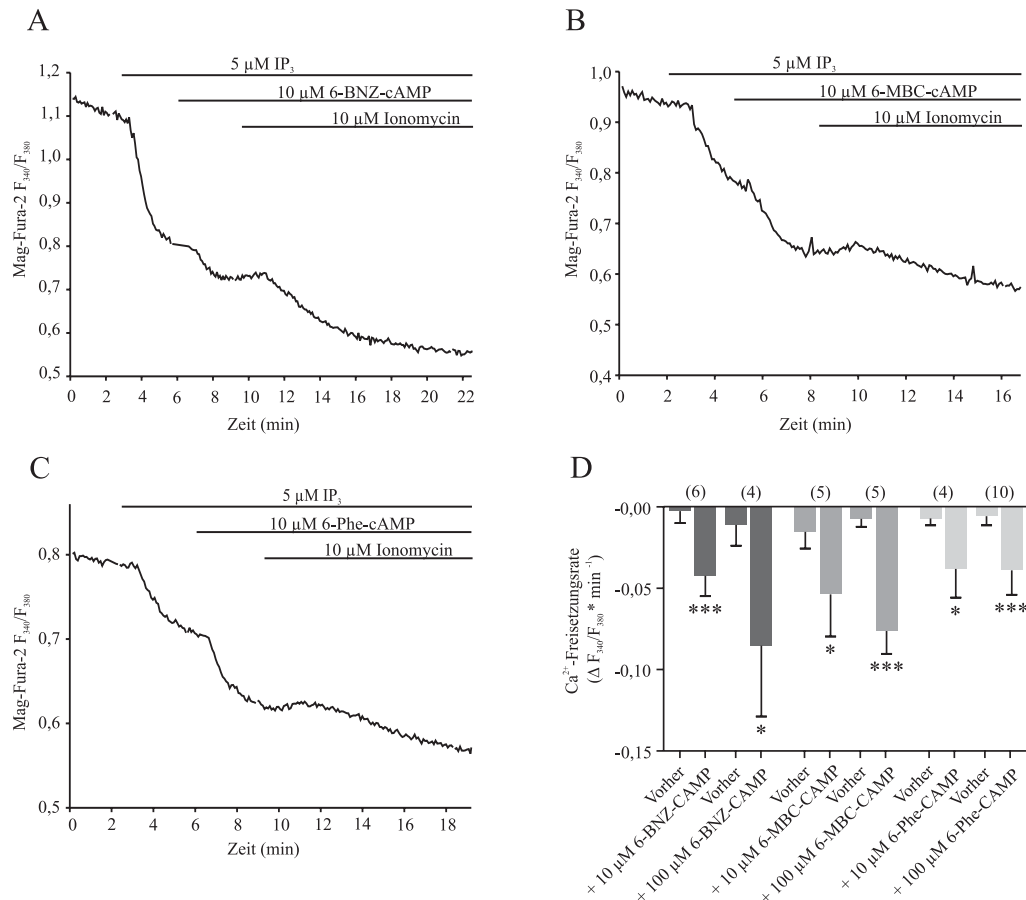 A
5 µM IP₃
10 µM 6-BNZ-cAMP
10 µM Ionomycin
Mag-Fura-2 F₃₄₀/F₃₈₀
1,2
1,1
1,0
0,9
0,8
0,7
0,6
0,5
0 2 4 6 8 10 12 14 16 18 20 22
Zeit (min)
B
5 µM IP₃
10 µM 6-MBC-cAMP
10 µM Ionomycin
Mag-Fura-2 F₃₄₀/F₃₈₀
1,0
0,9
0,8
0,7
0,6
0,5
0,4
0 2 4 6 8 10 12 14 16
Zeit (min)
C
5 µM IP₃
10 µM 6-Phe-cAMP
10 µM Ionomycin
Mag-Fura-2 F₃₄₀/F₃₈₀
0,8
0,7
0,6
0,5
0 2 4 6 8 10 12 14 16 18
Zeit (min)
D
(6) (4) (5) (5) (4) (10)
Ca²⁺-Freisetzungsrate
(Δ F₃₄₀/F₃₈₀ * min ⁻¹)
-0,00
-0,05
-0,10
-0,15
*** * * *** * ***
Vorher
+ 10 µM 6-BNZ-CAMP
Vorher
+ 100 µM 6-BNZ-CAMP
Vorher
+ 10 µM 6-MBC-CAMP
Vorher
+ 100 µM 6-MBC-CAMP
Vorher
+ 10 µM 6-Phe-CAMP
Vorher
+ 100 µM 6-Phe-CAMP